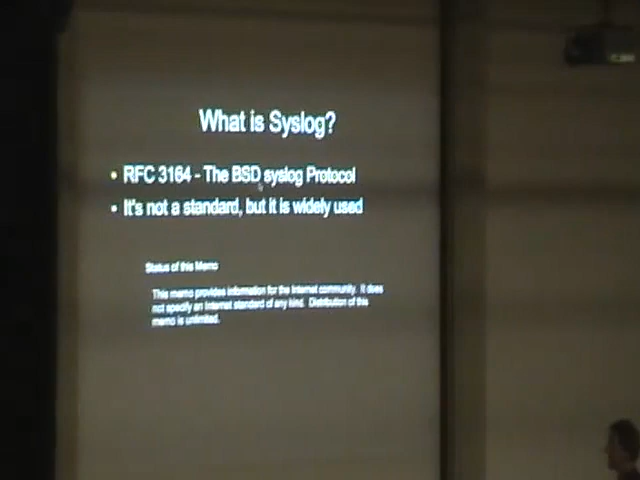 What is Syslog?
• RFC 3164 - The BSD syslog Protocol
• It's not a standard, but it is widely used
Status of this Memo
This memo provides information for the Internet community. It does
not specify an Internet standard of any kind. Distribution of this
memo is unlimited.